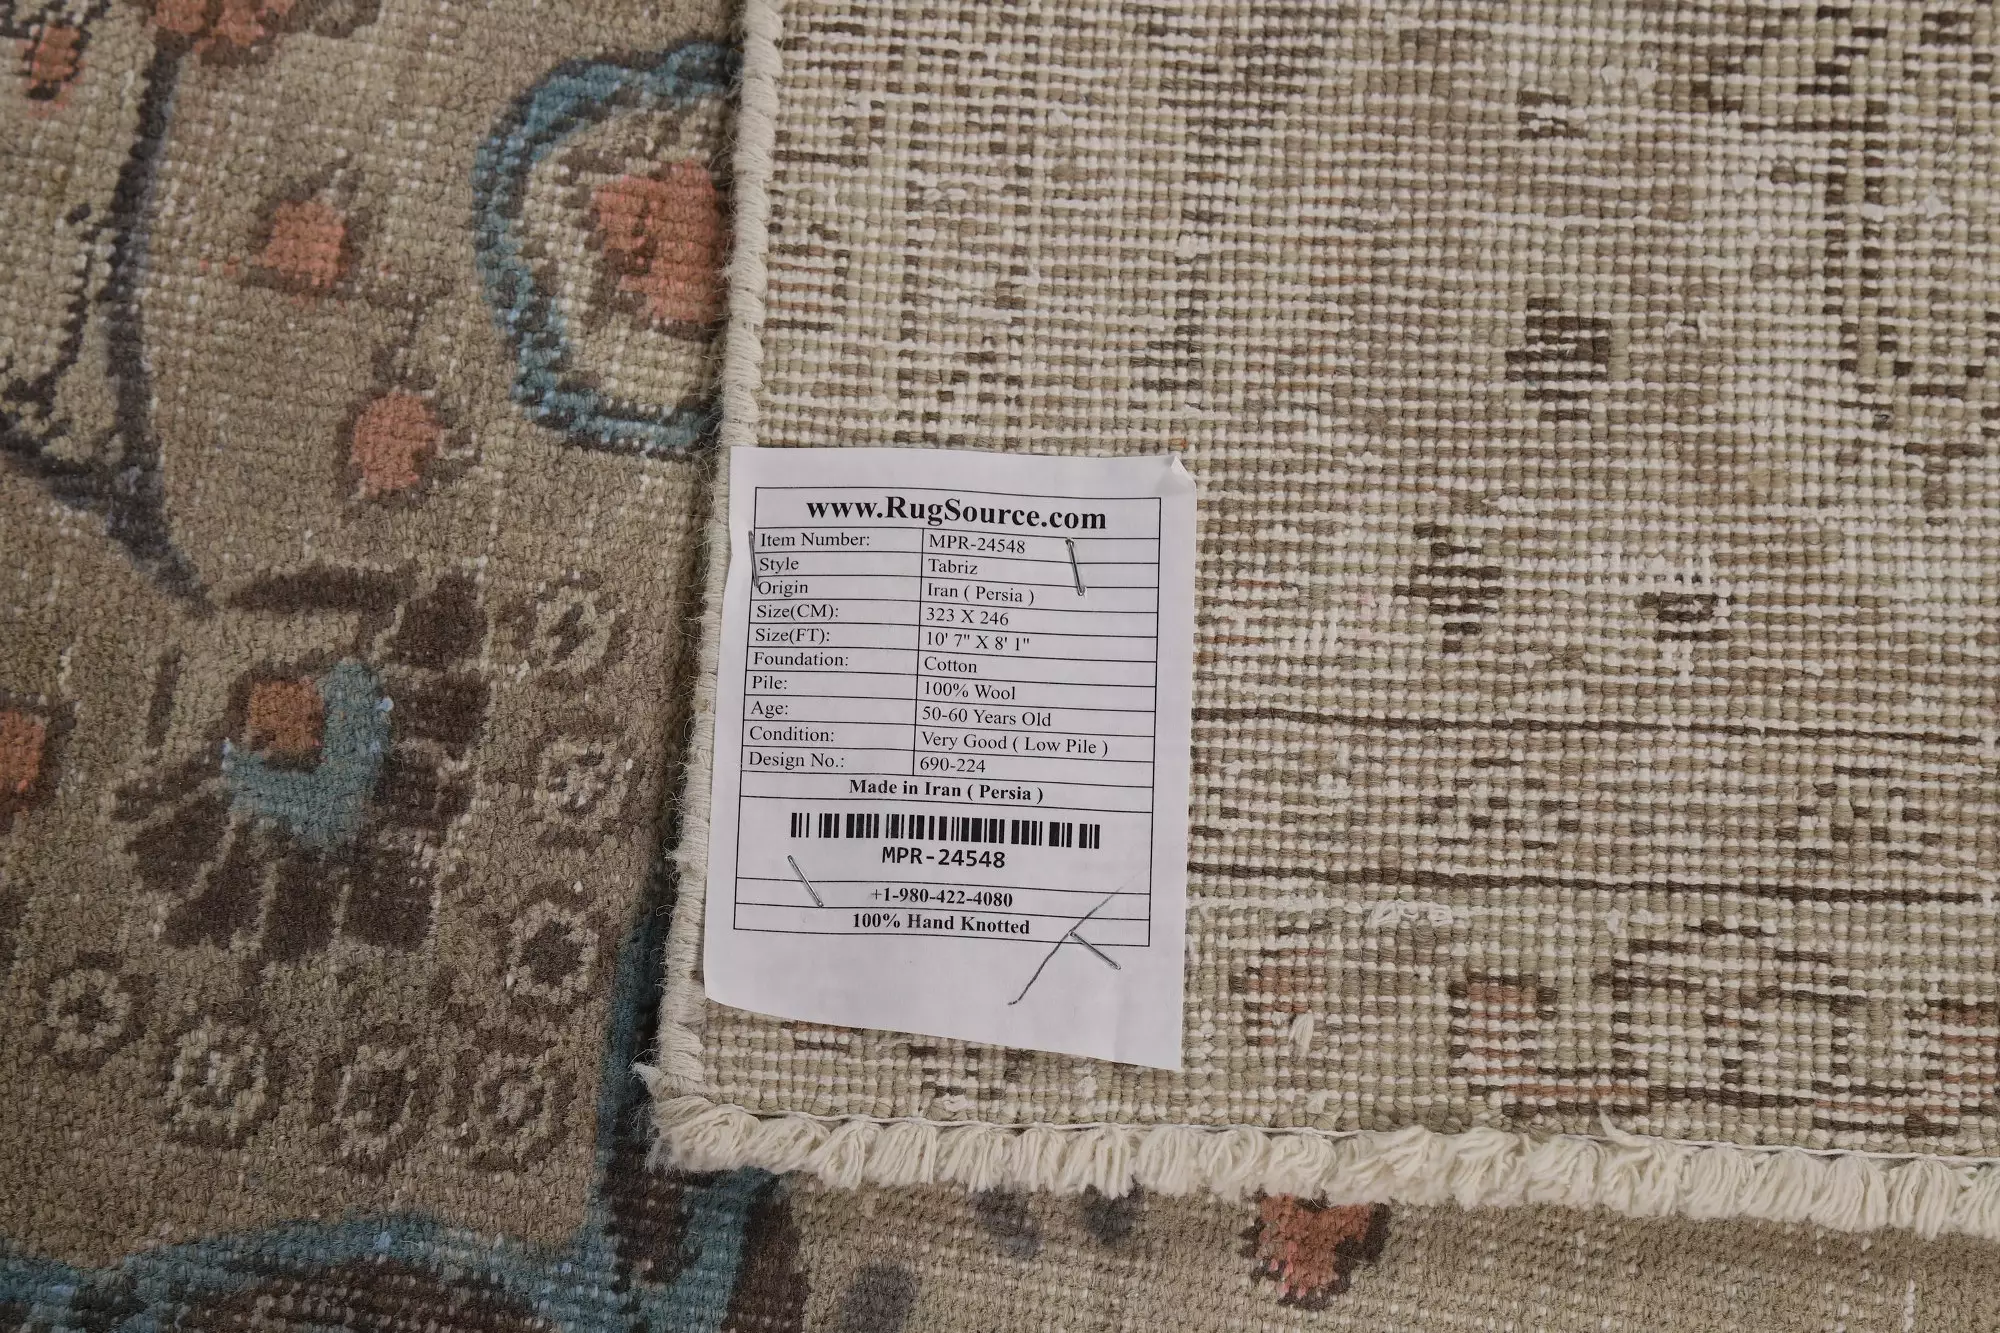 www.RugSource.com
Item Number: MPR-24548
Style Tabriz
Origin Iran ( Persia )
Size(CM): 323 X 246
Size(FT): 10' 7" X 8' 1"
Foundation: Cotton
Pile: 100% Wool
Age: 50-60 Years Old
Condition: Very Good ( Low Pile )
Design No.: 690-224
Made in Iran ( Persia )
MPR-24548
+1-980-422-4080
100% Hand Knotted